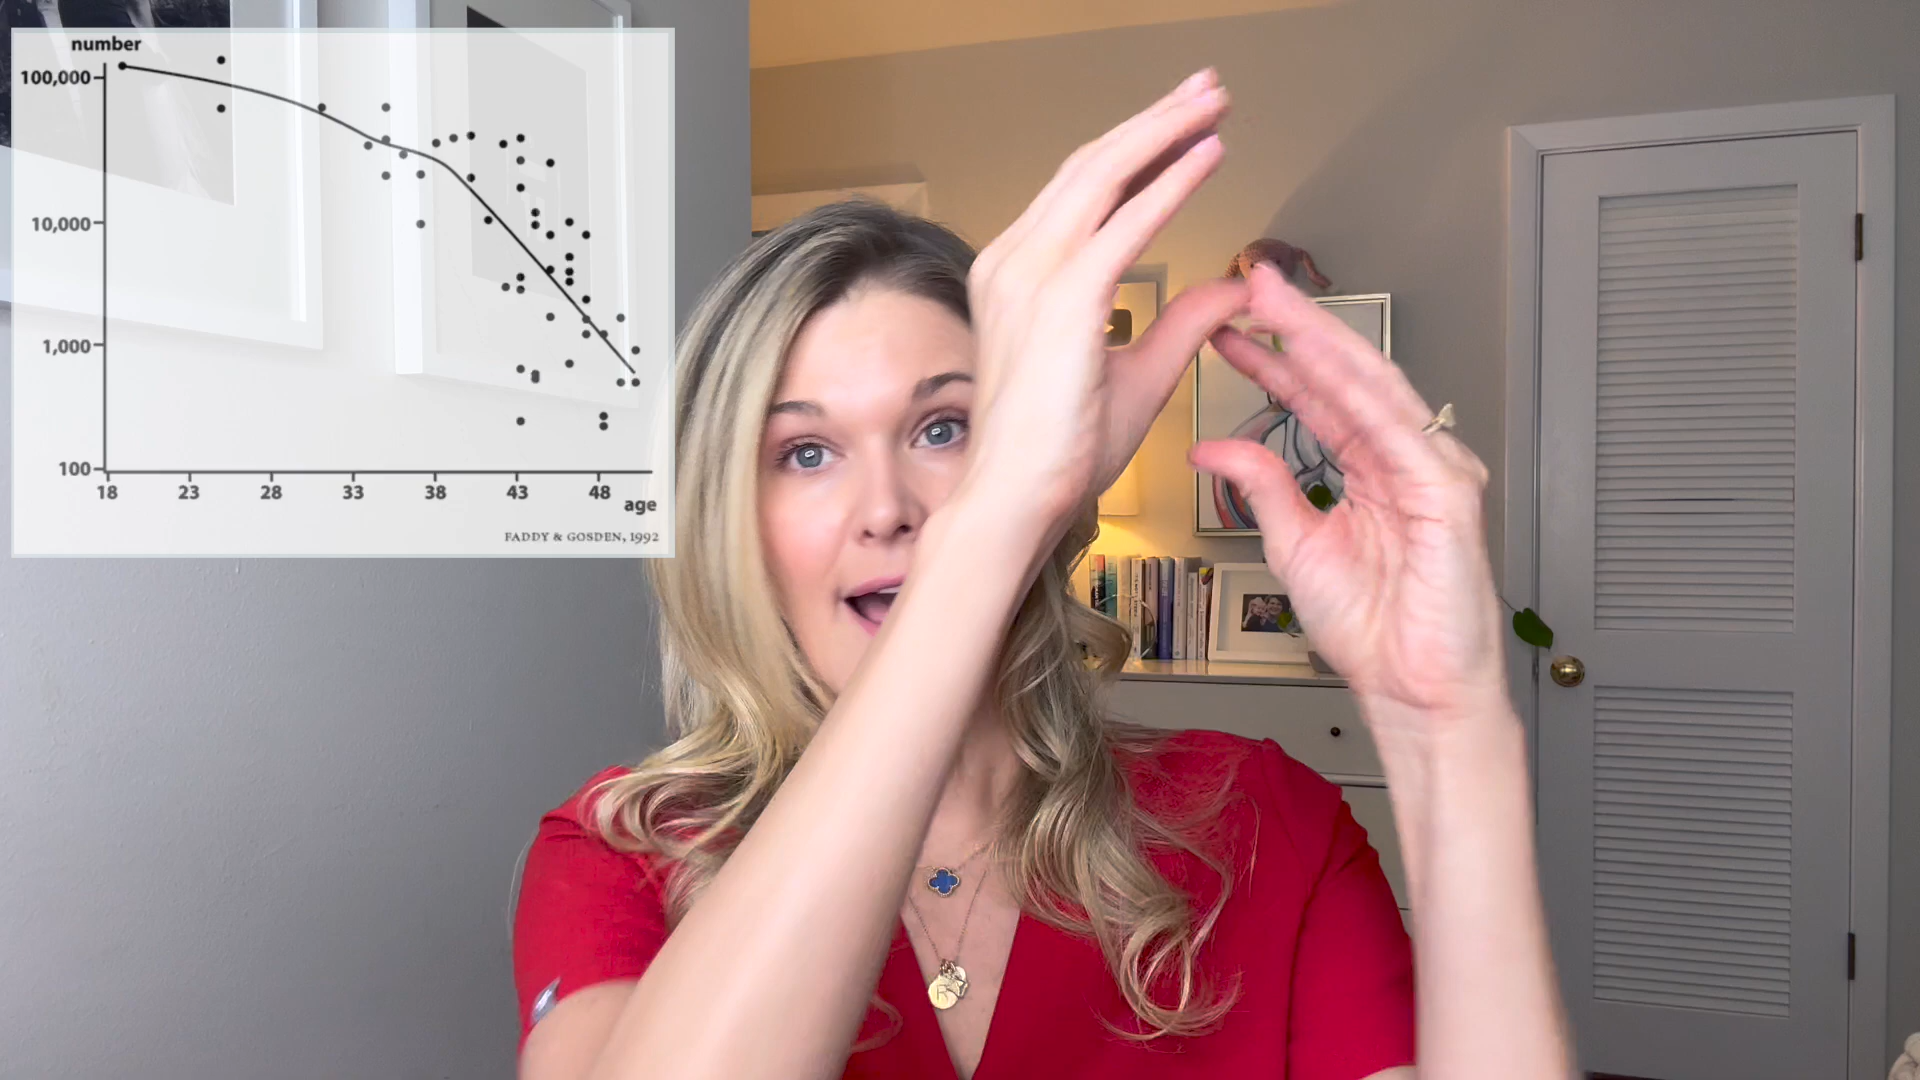 number
100,000
10,000
1,000
100
18 23 28 33 38 43 48
age
FADDY & GOSDEN, 1992
R